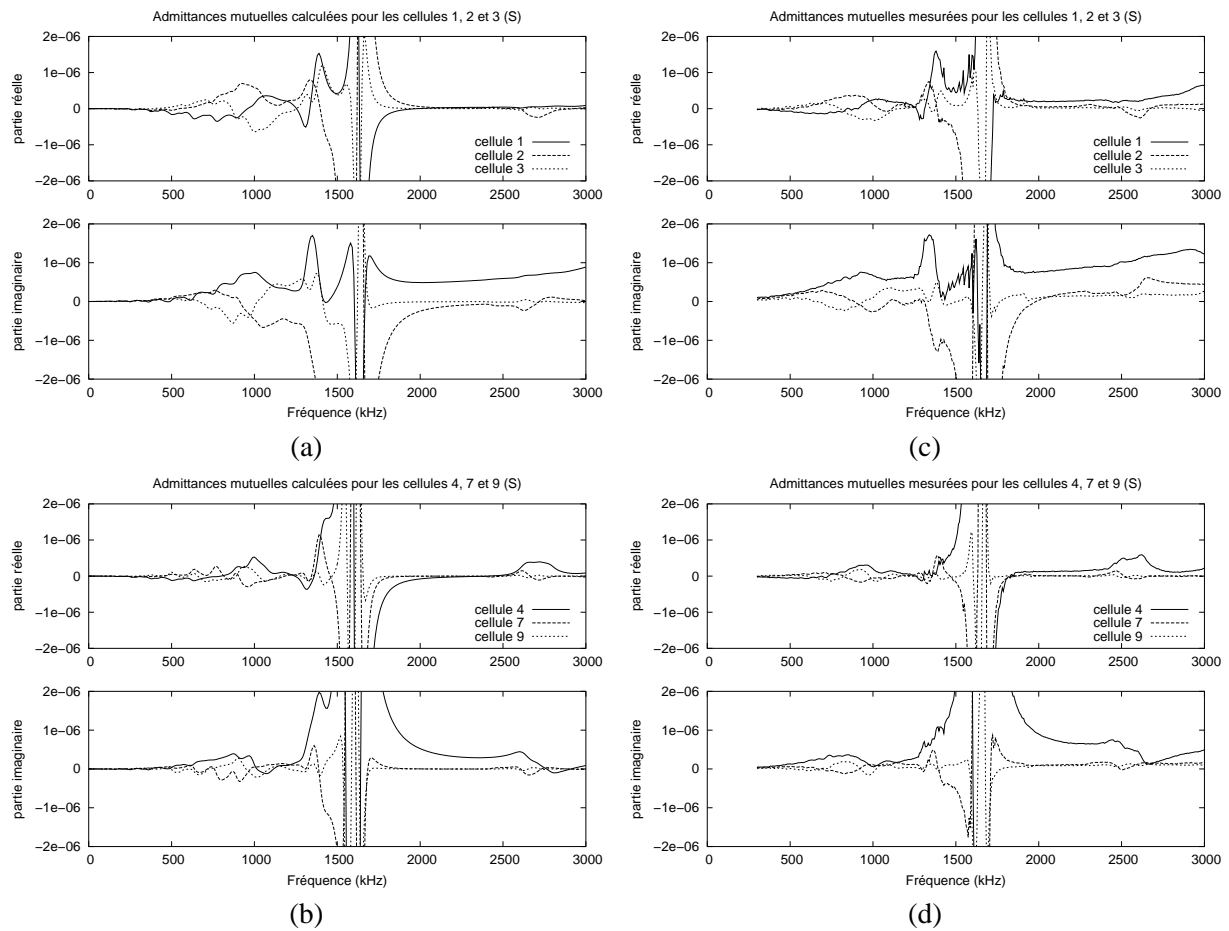 Admittances mutuelles calculées pour les cellules 1, 2 et 3 (S)
2e−06
1e−06
0
−1e−06
−2e−06
partie réelle
cellule 1
cellule 2
cellule 3
0 500 1000 1500 2000 2500 3000
2e−06
1e−06
0
−1e−06
−2e−06
partie imaginaire
0 500 1000 1500 2000 2500 3000
Fréquence (kHz)
(a)
Admittances mutuelles mesurées pour les cellules 1, 2 et 3 (S)
2e−06
1e−06
0
−1e−06
−2e−06
partie réelle
cellule 1
cellule 2
cellule 3
0 500 1000 1500 2000 2500 3000
2e−06
1e−06
0
−1e−06
−2e−06
partie imaginaire
0 500 1000 1500 2000 2500 3000
Fréquence (kHz)
(c)
Admittances mutuelles calculées pour les cellules 4, 7 et 9 (S)
2e−06
1e−06
0
−1e−06
−2e−06
partie réelle
cellule 4
cellule 7
cellule 9
0 500 1000 1500 2000 2500 3000
2e−06
1e−06
0
−1e−06
−2e−06
partie imaginaire
0 500 1000 1500 2000 2500 3000
Fréquence (kHz)
(b)
Admittances mutuelles mesurées pour les cellules 4, 7 et 9 (S)
2e−06
1e−06
0
−1e−06
−2e−06
partie réelle
cellule 4
cellule 7
cellule 9
0 500 1000 1500 2000 2500 3000
2e−06
1e−06
0
−1e−06
−2e−06
partie imaginaire
0 500 1000 1500 2000 2500 3000
Fréquence (kHz)
(d)